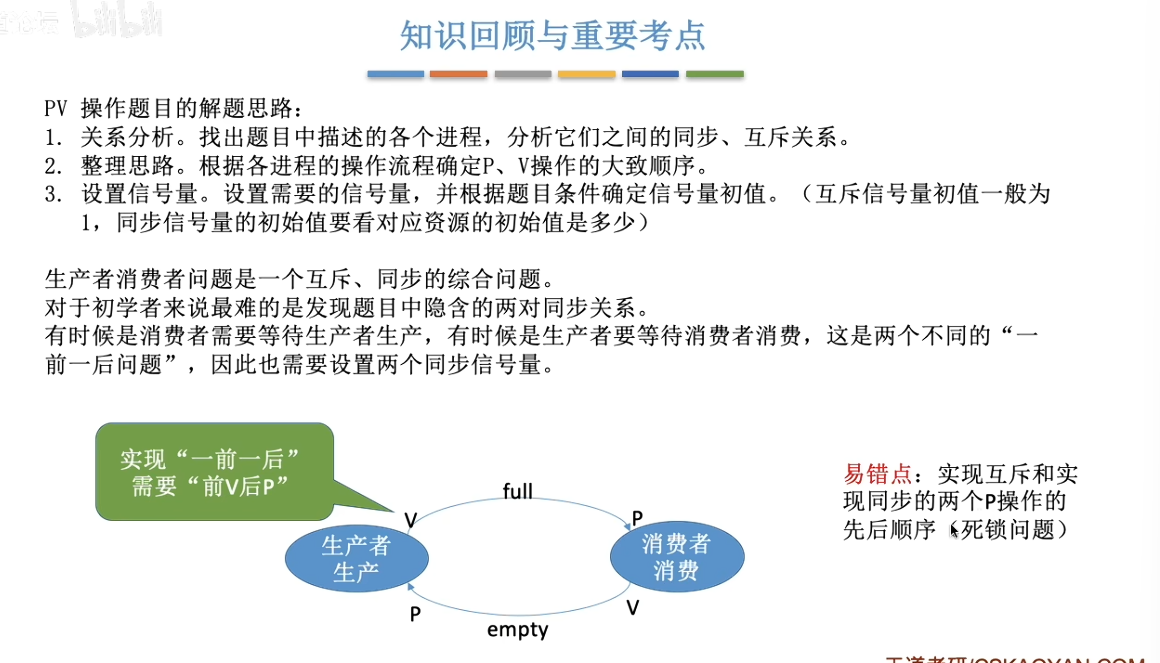 bilibili
知识回顾与重要考点
PV 操作题目的解题思路：
1. 关系分析。找出题目中描述的各个进程，分析它们之间的同步、互斥关系。
2. 整理思路。根据各进程的操作流程确定P、V操作的大致顺序。
3. 设置信号量。设置需要的信号量，并根据题目条件确定信号量初值。（互斥信号量初值一般为
1，同步信号量的初始值要看对应资源的初始值是多少）
生产者消费者问题是一个互斥、同步的综合问题。
对于初学者来说最难的是发现题目中隐含的两对同步关系。
有时候是消费者需要等待生产者生产，有时候是生产者要等待消费者消费，这是两个不同的“一
前一后问题”，因此也需要设置两个同步信号量。
实现“一前一后”
需要“前V后P”
full
V
P
生产者
生产
消费者
消费
P
V
empty
易错点：实现互斥和实
现同步的两个P操作的
先后顺序（死锁问题）
王道考研/CSKAOYAN.COM